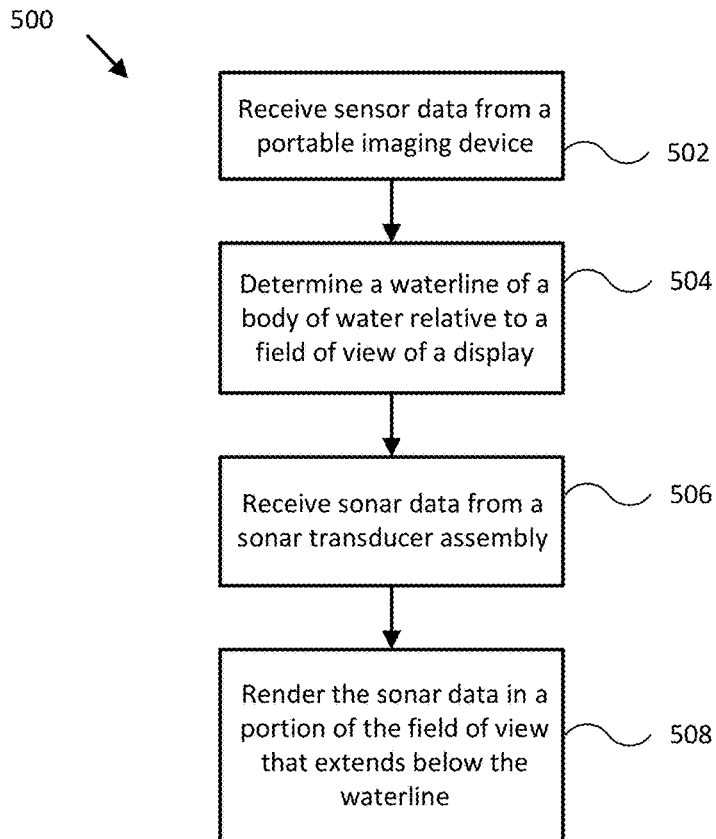 500
Receive sensor data from a
portable imaging device
502
Determine a waterline of a
body of water relative to a
field of view of a display
504
Receive sonar data from a
sonar transducer assembly
506
Render the sonar data in a
portion of the field of view
that extends below the
waterline
508